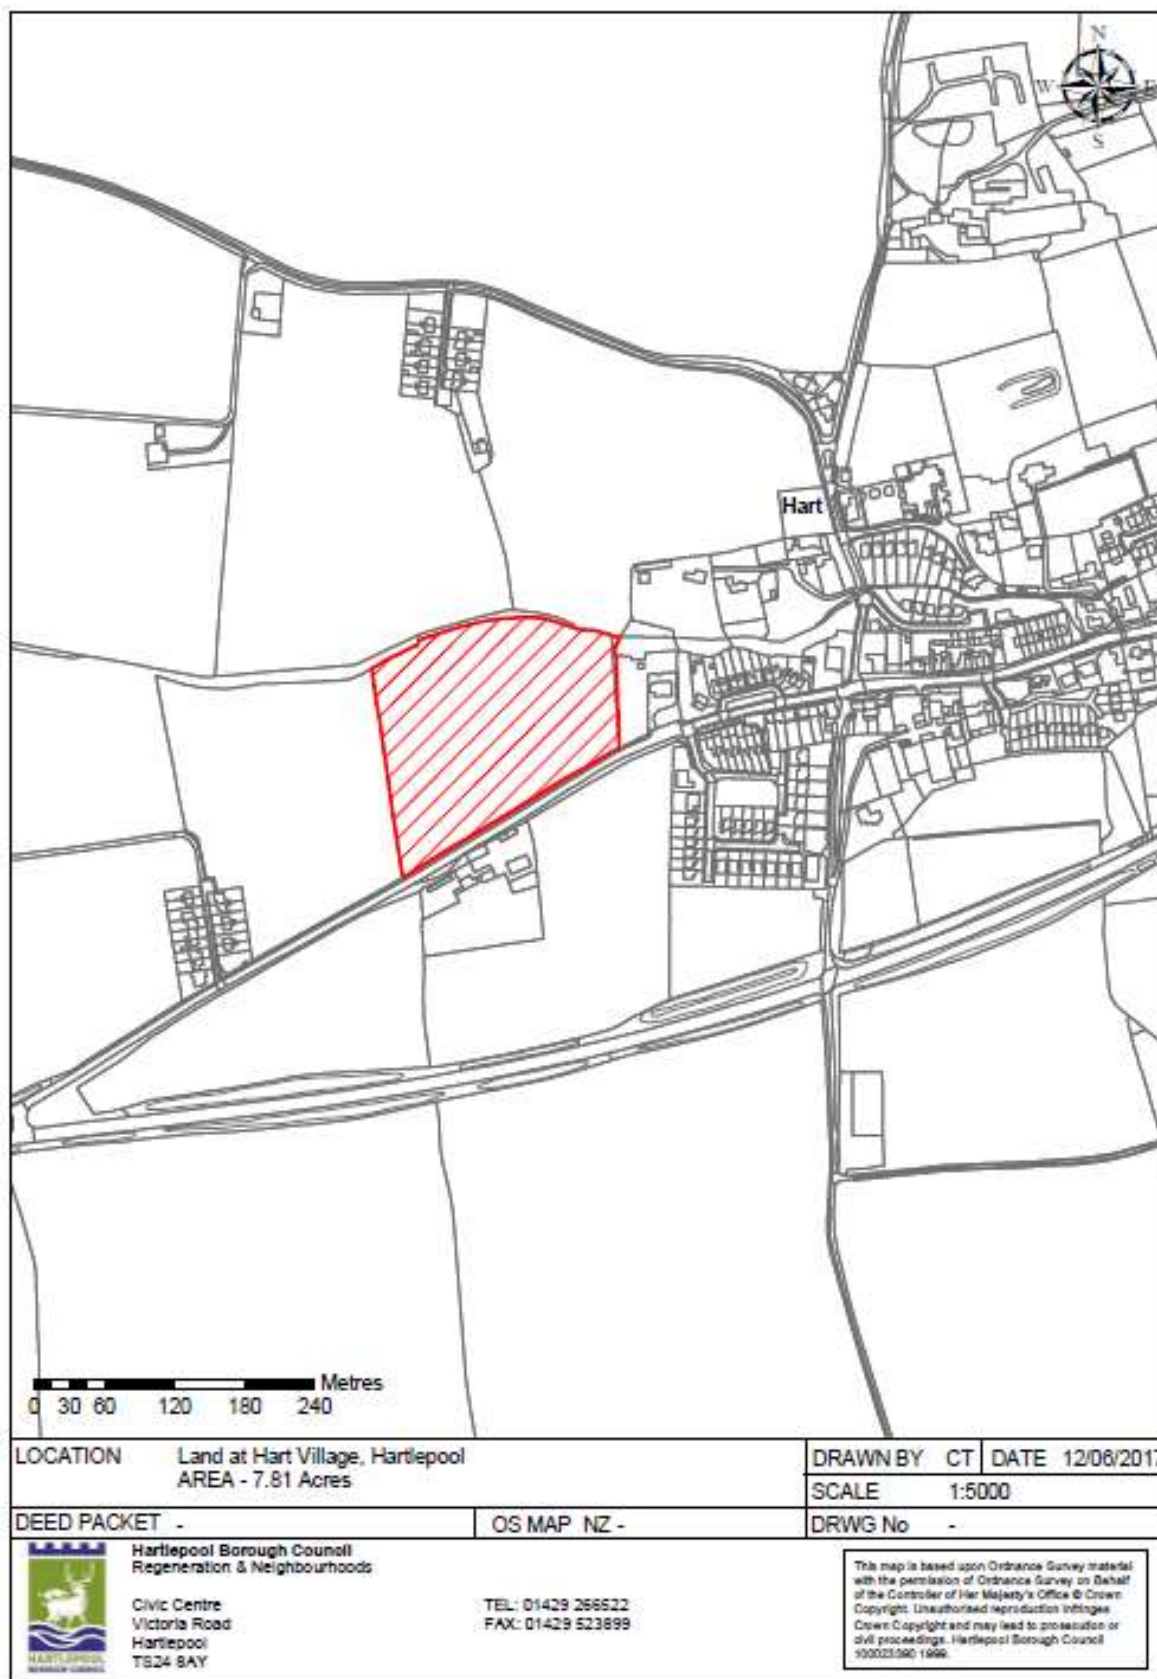 N
W E
S
Hart
Metres
0 30 60 120 180 240
LOCATION Land at Hart Village, Hartlepool
AREA - 7.81 Acres
DRAWN BY CT DATE 12/06/2017
SCALE 1:5000
DEED PACKET - OS MAP NZ - DRWG No -
Hartlepool Borough Council
Regeneration & Neighbourhoods
Civic Centre
Victoria Road
Hartlepool
TS24 8AY
TEL: 01429 266522
FAX: 01429 523899
HARTLEPOOL
BOROUGH COUNCIL
This map is based upon Ordnance Survey material
with the permission of Ordnance Survey on Behalf
of the Controller of Her Majesty's Office © Crown
Copyright. Unauthorised reproduction infringes
Crown Copyright and may lead to prosecution or
civil proceedings. Hartlepool Borough Council
1999.